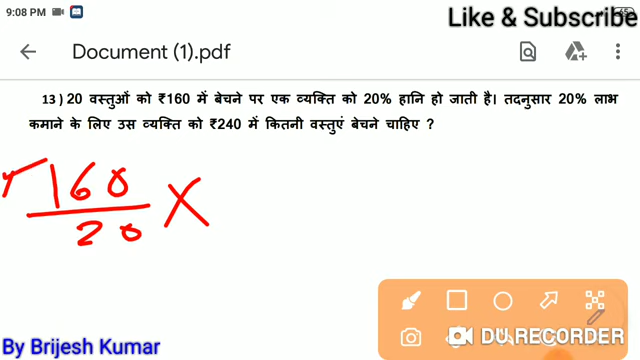 9:08 PM
65
Like & Subscribe
Document (1).pdf
13) 20 वस्तुओं को ₹160 में बेचने पर एक व्यक्ति को 20% हानि हो जाती है। तदनुसार 20% लाभ
कमाने के लिए उस व्यक्ति को ₹240 में कितनी वस्तुएं बेचने चाहिए ?
160
20 ×
DU RECORDER
By Brijesh Kumar